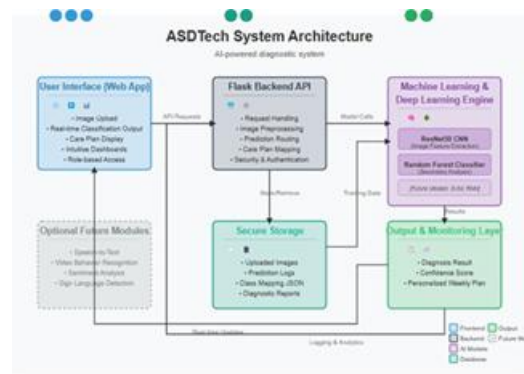 ASDTech System Architecture
AI-powered diagnostic system
User Interface (Web App)
• Image Upload
• Real-time Classification Output
• Care Plan Display
• Intuitive Dashboards
• Role-based Access
API Requests
Flask Backend API
• Request Handling
• Image Preprocessing
• Prediction Routing
• Care Plan Mapping
• Security & Authentication
Model Calls
Machine Learning &
Deep Learning Engine
ResNet50 CNN
(Image Feature Extraction)
Random Forest Classifier
(Secondary Analysis)
Store/Retrieve
Training Data
Results
Optional Future Modules
• Speech-to-Text
• Video Behavior Recognition
• Sentiment Analysis
• Sign Language Detection
Secure Storage
• Uploaded Images
• Prediction Logs
• Class Mapping JSON
• Diagnostic Reports
Output & Monitoring Laye
• Diagnosis Result
• Confidence Score
• Personalized Weekly Plan
Real-time Updates
Logging & Analytics
Frontend
Output
Backend
Future M
AI Models
Database